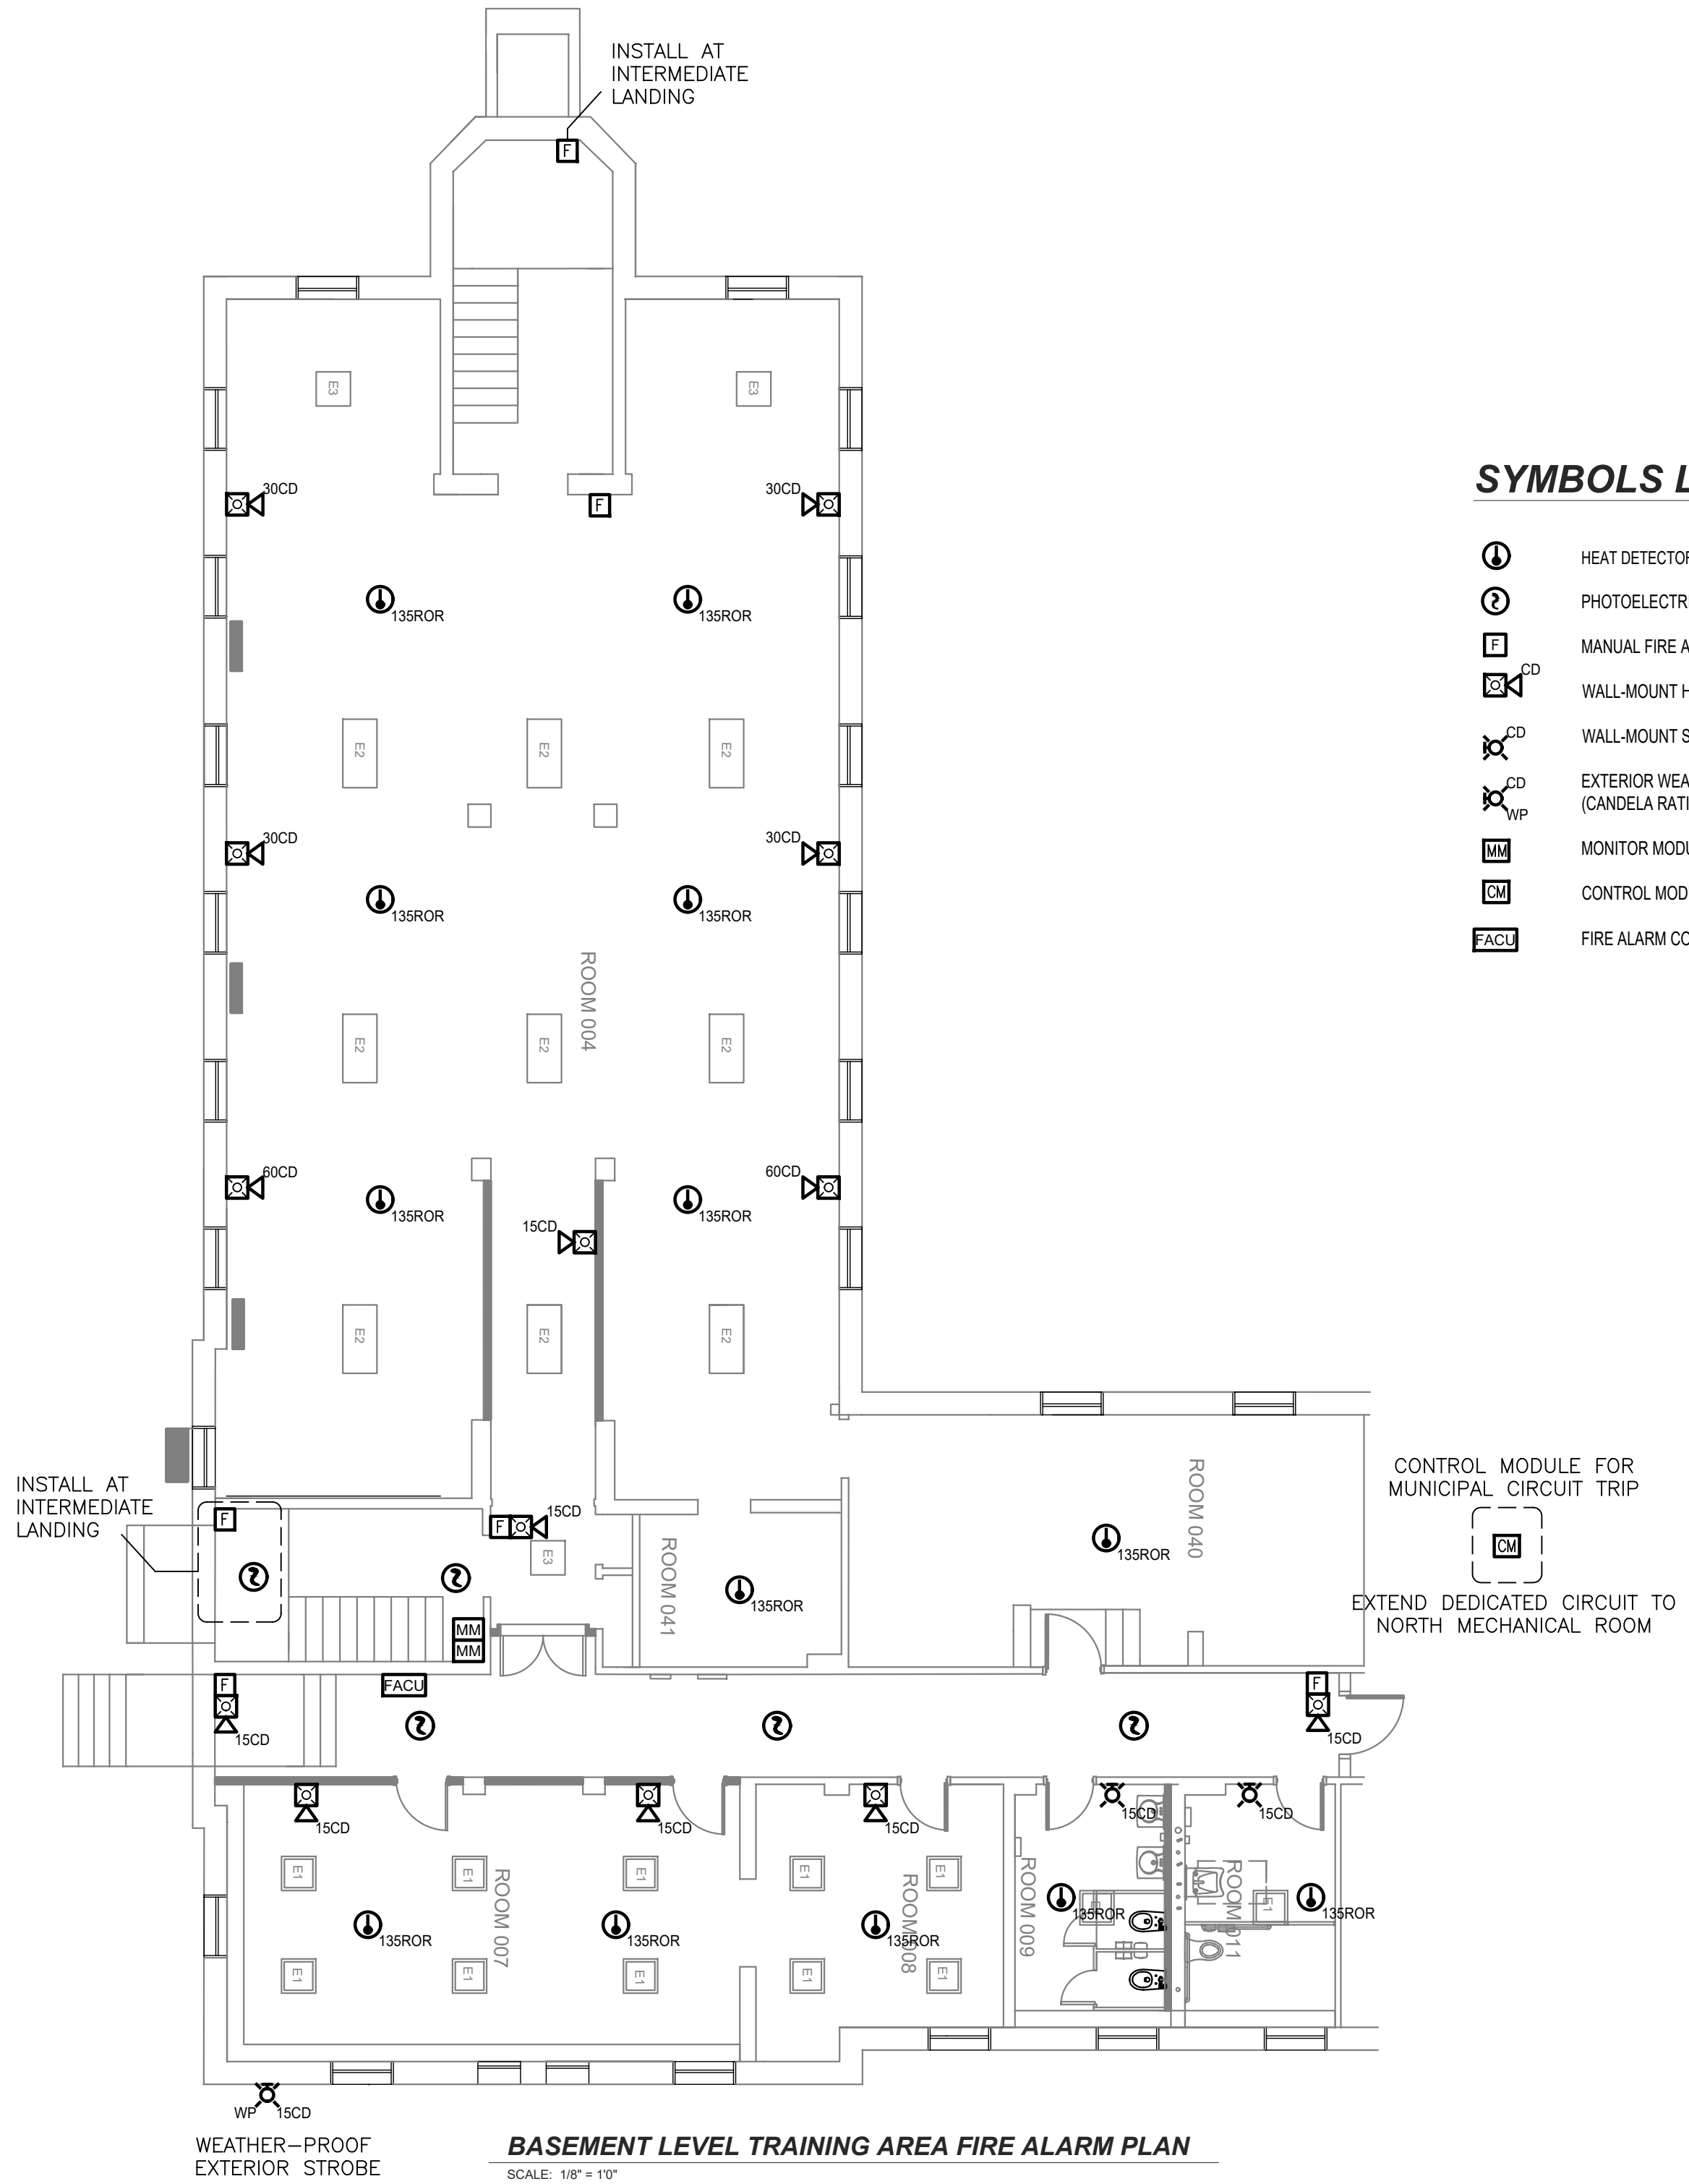 INSTALL AT
INTERMEDIATE
LANDING
F
E3
E3
30CD
30CD
F
135ROR
135ROR
E2
E2
E2
30CD
30CD
135ROR
135ROR
ROOM 004
E2
E2
E2
60CD
60CD
135ROR
135ROR
15CD
E2
E2
E2
INSTALL AT
INTERMEDIATE
LANDING
F
F
15CD
E3
ROOM 041
135ROR
ROOM 040
135ROR
MM
MM
FACU
F
15CD
F
15CD
15CD
15CD
15CD
15CD
15CD
E1
E1
E1
E1
E1
ROOM 007
ROOM 008
ROOM 009
ROOM 011
135ROR
135ROR
135ROR
135ROR
135ROR
E1
E1
E1
E1
E1
WP
15CD
WEATHER-PROOF
EXTERIOR STROBE
BASEMENT LEVEL TRAINING AREA FIRE ALARM PLAN
SCALE: 1/8" = 1'0"
SYMBOLS L
HEAT DETECTOR
PHOTOELECTR
F
MANUAL FIRE A
CD
WALL-MOUNT H
CD
WALL-MOUNT S
CD
WP
EXTERIOR WEA
(CANDELA RATI
MM
MONITOR MODU
CM
CONTROL MOD
FACU
FIRE ALARM CO
CONTROL MODULE FOR
MUNICIPAL CIRCUIT TRIP
CM
EXTEND DEDICATED CIRCUIT TO
NORTH MECHANICAL ROOM